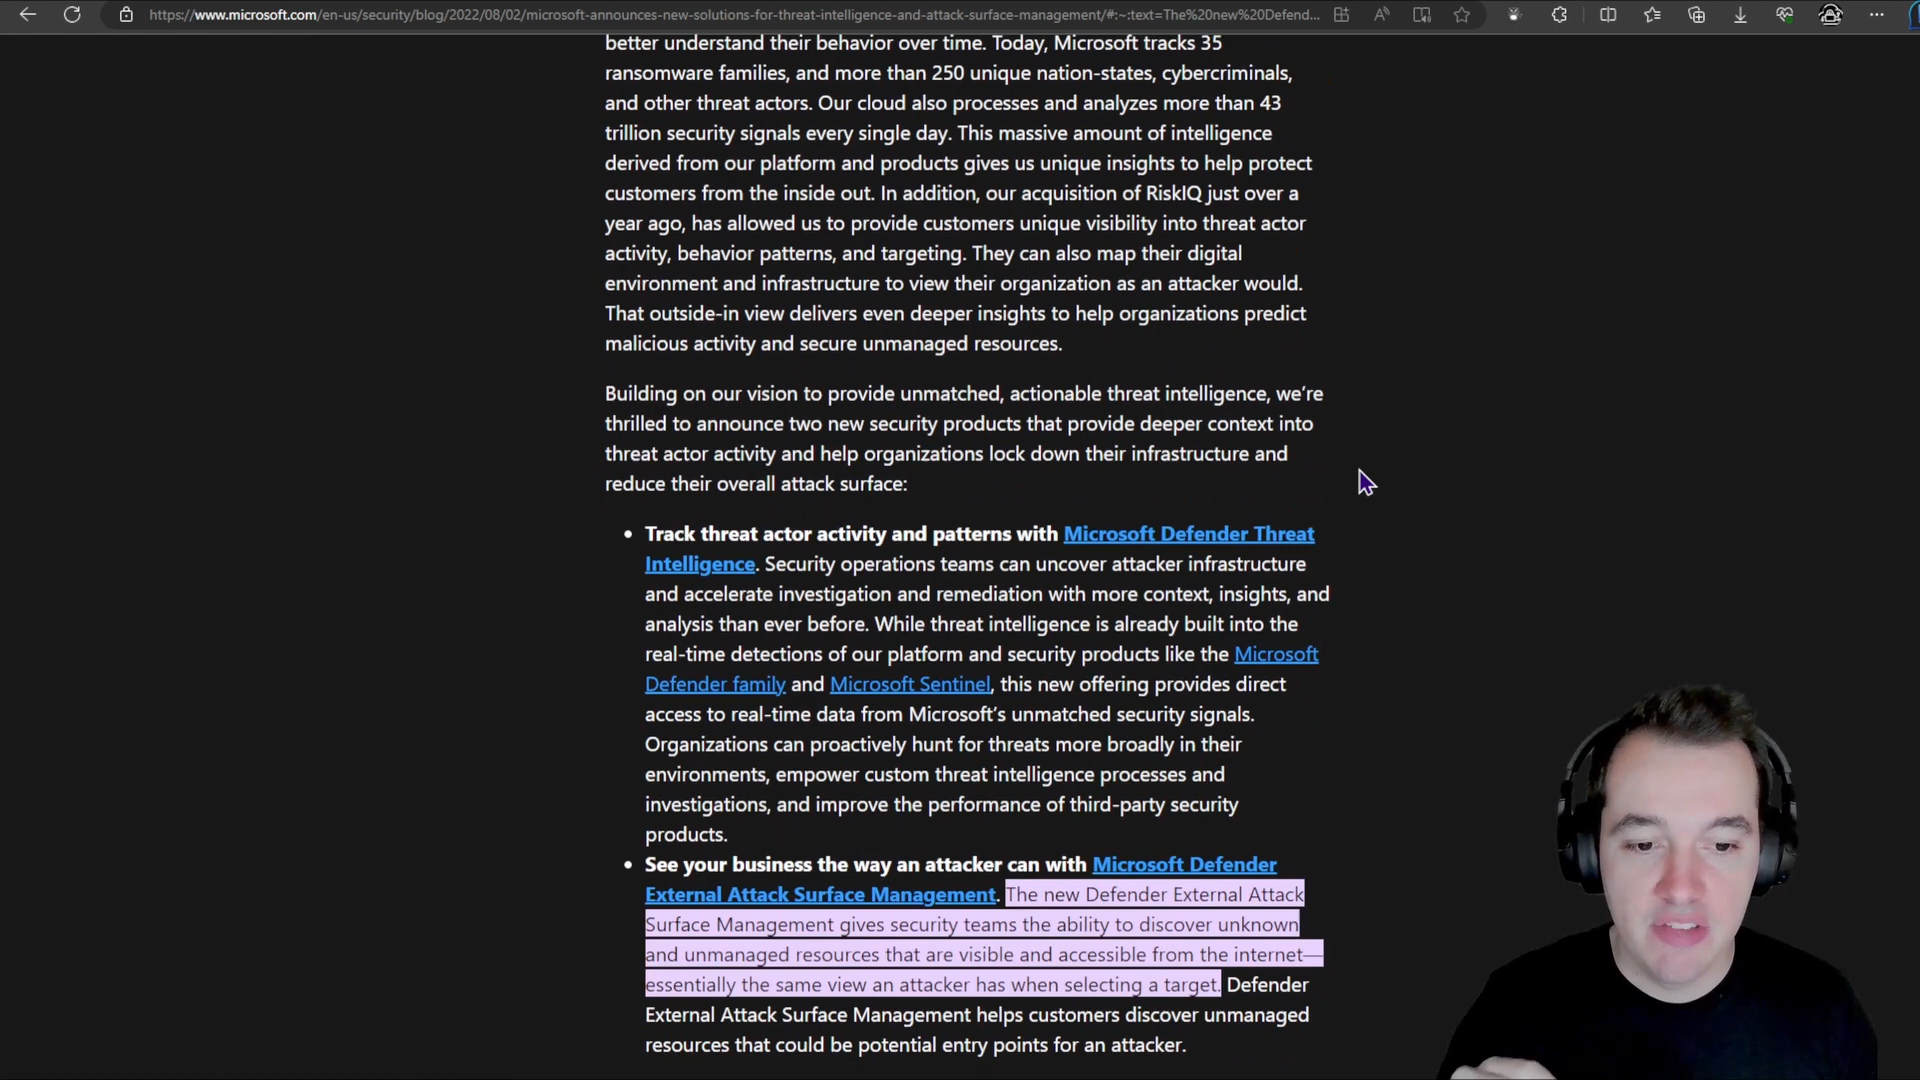 https://www.microsoft.com/en-us/security/blog/2022/08/02/microsoft-announces-new-solutions-for-threat-intelligence-and-attack-surface-management/#:~:text=The%20new%20Defend...
better understand their behavior over time. Today, Microsoft tracks 35
ransomware families, and more than 250 unique nation-states, cybercriminals,
and other threat actors. Our cloud also processes and analyzes more than 43
trillion security signals every single day. This massive amount of intelligence
derived from our platform and products gives us unique insights to help protect
customers from the inside out. In addition, our acquisition of RiskIQ just over a
year ago, has allowed us to provide customers unique visibility into threat actor
activity, behavior patterns, and targeting. They can also map their digital
environment and infrastructure to view their organization as an attacker would.
That outside-in view delivers even deeper insights to help organizations predict
malicious activity and secure unmanaged resources.
Building on our vision to provide unmatched, actionable threat intelligence, we’re
thrilled to announce two new security products that provide deeper context into
threat actor activity and help organizations lock down their infrastructure and
reduce their overall attack surface:
• Track threat actor activity and patterns with Microsoft Defender Threat
Intelligence. Security operations teams can uncover attacker infrastructure
and accelerate investigation and remediation with more context, insights, and
analysis than ever before. While threat intelligence is already built into the
real-time detections of our platform and security products like the Microsoft
Defender family and Microsoft Sentinel, this new offering provides direct
access to real-time data from Microsoft’s unmatched security signals.
Organizations can proactively hunt for threats more broadly in their
environments, empower custom threat intelligence processes and
investigations, and improve the performance of third-party security
products.
• See your business the way an attacker can with Microsoft Defender
External Attack Surface Management. The new Defender External Attack
Surface Management gives security teams the ability to discover unknown
and unmanaged resources that are visible and accessible from the internet—
essentially the same view an attacker has when selecting a target. Defender
External Attack Surface Management helps customers discover unmanaged
resources that could be potential entry points for an attacker.